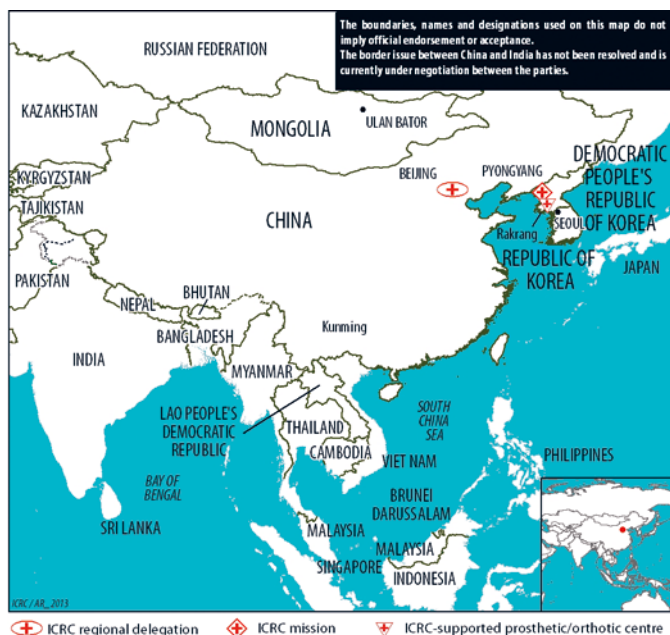 The boundaries, names and designations used on this map do not
imply official endorsement or acceptance.
The border issue between China and India has not been resolved and is
currently under negotiation between the parties.
RUSSIAN FEDERATION
KAZAKHSTAN
MONGOLIA
ULAN BATOR
KYRGYZSTAN
TAJIKISTAN
BEIJING
PYONGYANG
DEMOCRATIC
PEOPLE'S
REPUBLIC
OF KOREA
CHINA
SEOUL
Rakrang
REPUBLIC OF
KOREA
JAPAN
PAKISTAN
NEPAL
BHUTAN
BANGLADESH
Kunming
INDIA
MYANMAR
LAO PEOPLE'S
DEMOCRATIC
REPUBLIC
THAILAND
CAMBODIA
VIET NAM
SOUTH
CHINA
SEA
PHILIPPINES
BAY OF
BENGAL
SRI LANKA
BRUNEI
DARUSSALAM
MALAYSIA
MALAYSIA
SINGAPORE
INDONESIA
ICRC / AR_2013
ICRC regional delegation
ICRC mission
ICRC-supported prosthetic/orthotic centre